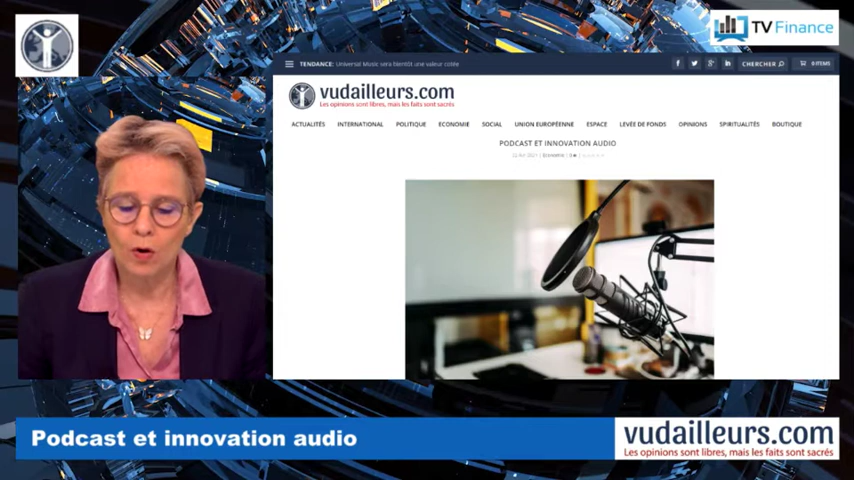 TV Finance
TENDANCE: Universal Music sera bientôt une valeur cotée
f
CHERCHER
0 ITEMS
vudailleurs.com
Les opinions sont libres, mais les faits sont sacrés
ACTUALITÉS INTERNATIONAL POLITIQUE ECONOMIE SOCIAL UNION EUROPÉENNE ESPACE LEVÉE DE FONDS OPINIONS SPIRITUALITÉS BOUTIQUE
PODCAST ET INNOVATION AUDIO
Podcast et innovation audio
vudailleurs.com
Les opinions sont libres, mais les faits sont sacrés